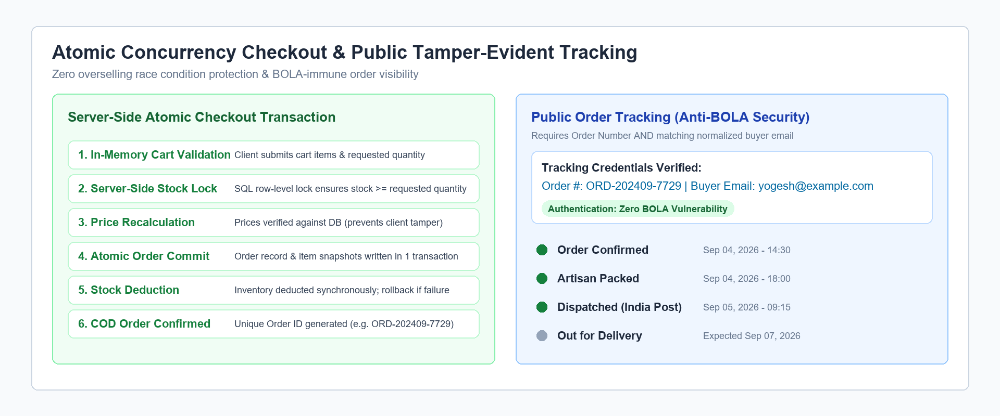 Atomic Concurrency Checkout & Public Tamper-Evident Tracking
Zero overselling race condition protection & BOLA-immune order visibility
Server-Side Atomic Checkout Transaction
1. In-Memory Cart Validation Client submits cart items & requested quantity
2. Server-Side Stock Lock SQL row-level lock ensures stock >= requested quantity
3. Price Recalculation Prices verified against DB (prevents client tamper)
4. Atomic Order Commit Order record & item snapshots written in 1 transaction
5. Stock Deduction Inventory deducted synchronously; rollback if failure
6. COD Order Confirmed Unique Order ID generated (e.g. ORD-202409-7729)
Public Order Tracking (Anti-BOLA Security)
Requires Order Number AND matching normalized buyer email
Tracking Credentials Verified:
Order #: ORD-202409-7729 | Buyer Email: yogesh@example.com
Authentication: Zero BOLA Vulnerability
Order Confirmed Sep 04, 2026 - 14:30
Artisan Packed Sep 04, 2026 - 18:00
Dispatched (India Post) Sep 05, 2026 - 09:15
Out for Delivery Expected Sep 07, 2026